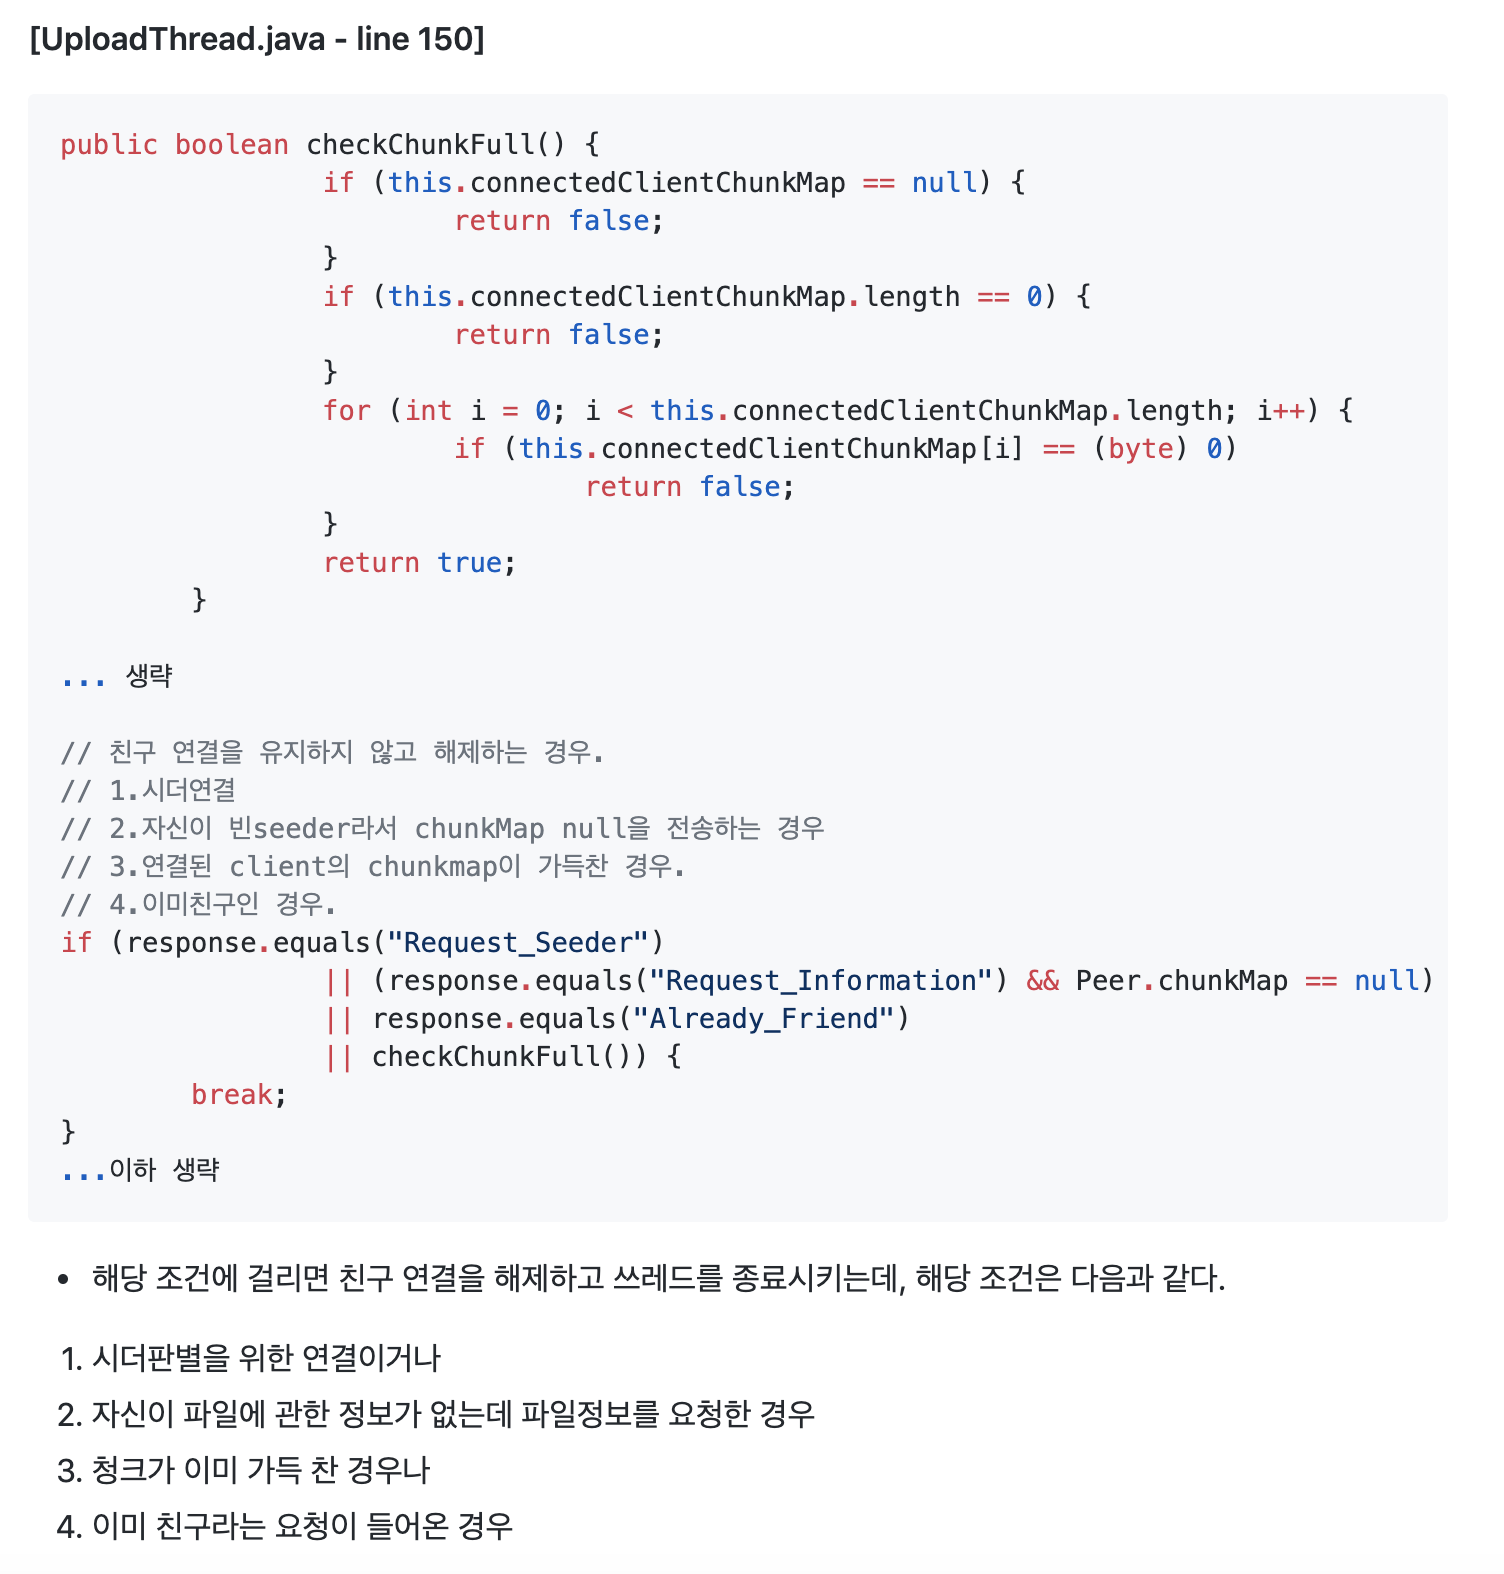 [UploadThread.java - line 150]
public boolean checkChunkFull() {
if (this.connectedClientChunkMap == null) {
return false;
}
if (this.connectedClientChunkMap.length == 0) {
return false;
}
for (int i = 0; i < this.connectedClientChunkMap.length; i++) {
if (this.connectedClientChunkMap[i] == (byte) 0)
return false;
}
return true;
}
... 생략
// 친구 연결을 유지하지 않고 해제하는 경우.
// 1.시더연결
// 2.자신이 빈seeder라서 chunkMap null을 전송하는 경우
// 3.연결된 client의 chunkmap이 가득찬 경우.
// 4.이미친구인 경우.
if (response.equals("Request_Seeder")
|| (response.equals("Request_Information") && Peer.chunkMap == null)
|| response.equals("Already_Friend")
|| checkChunkFull()) {
break;
}
...이하 생략
• 해당 조건에 걸리면 친구 연결을 해제하고 쓰레드를 종료시키는데, 해당 조건은 다음과 같다.
1. 시더판별을 위한 연결이거나
2. 자신이 파일에 관한 정보가 없는데 파일정보를 요청한 경우
3. 청크가 이미 가득 찬 경우나
4. 이미 친구라는 요청이 들어온 경우